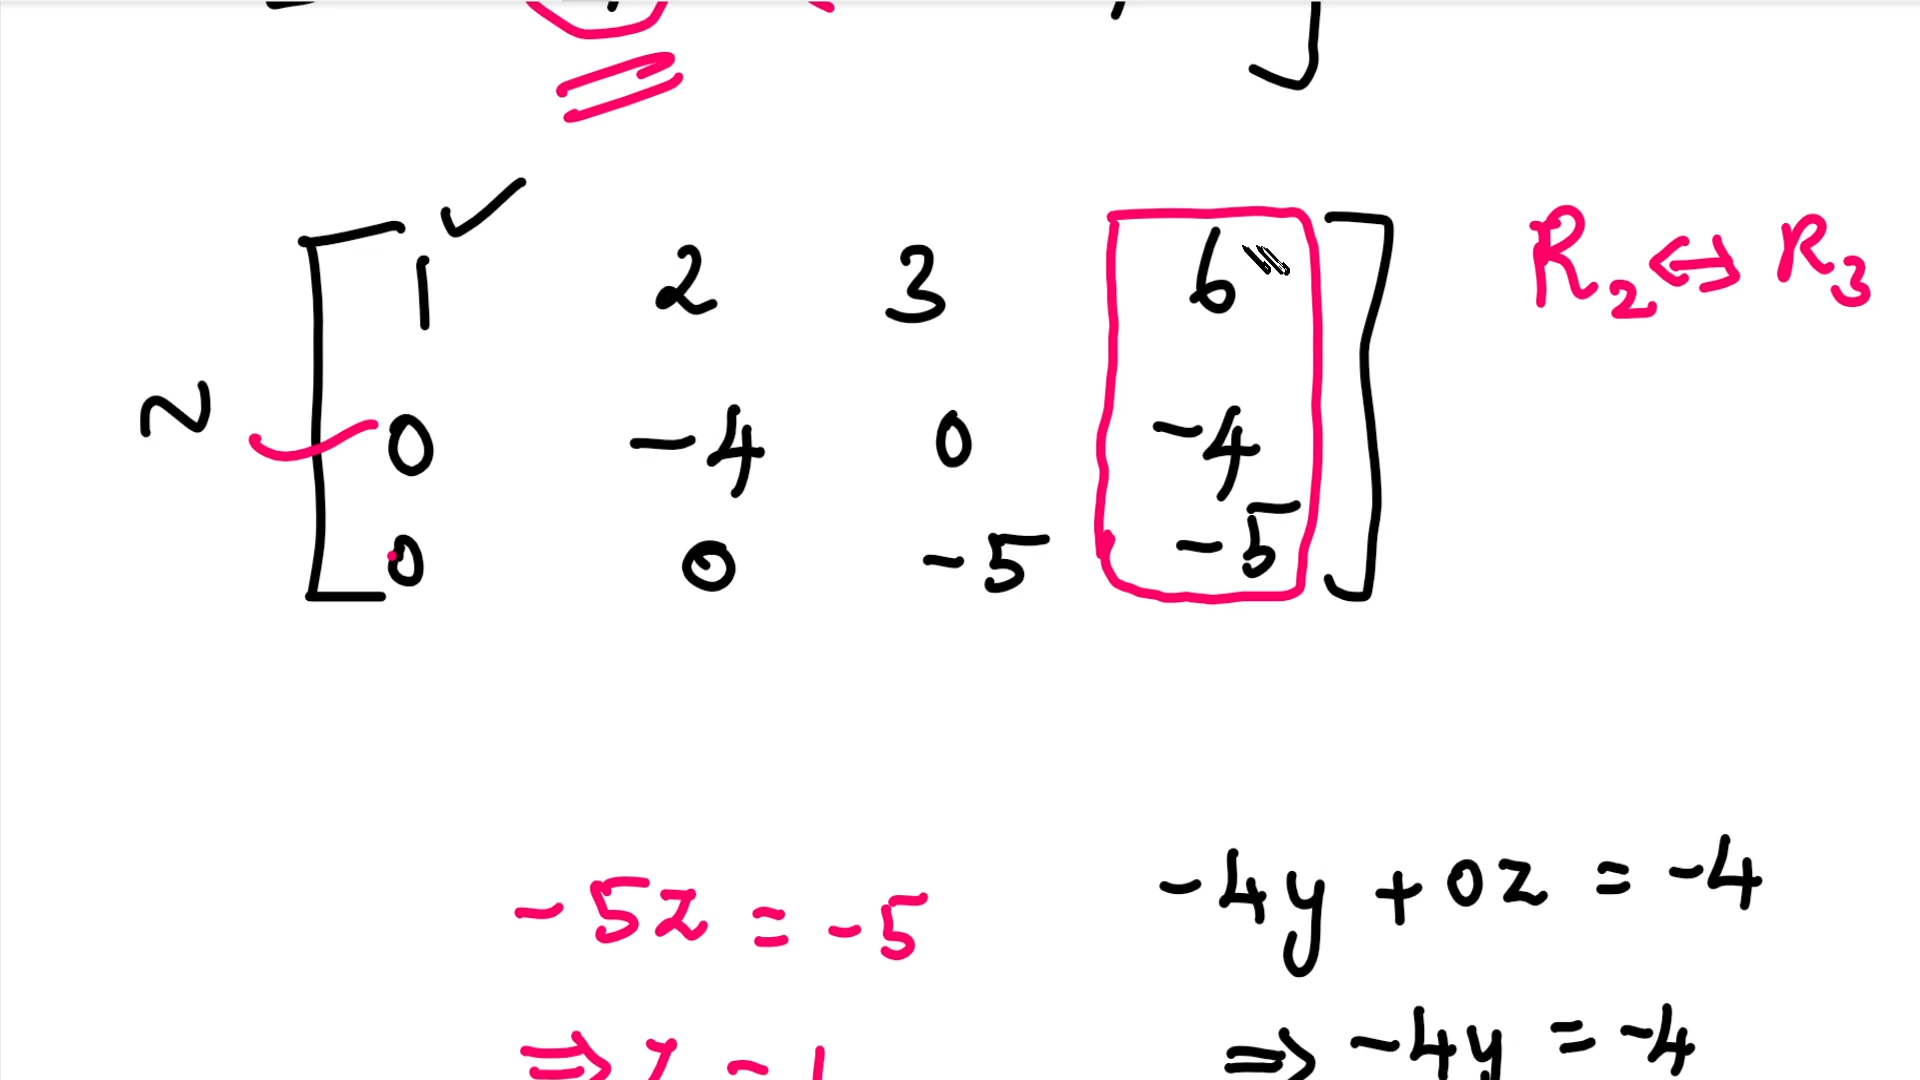 1 2 3 6 R2 ⇔ R3
~ 0 -4 0 -4
0 0 -5 -5
-5z = -5 -4y + 0z = -4
⇒ z = 1 ⇒ -4y = -4